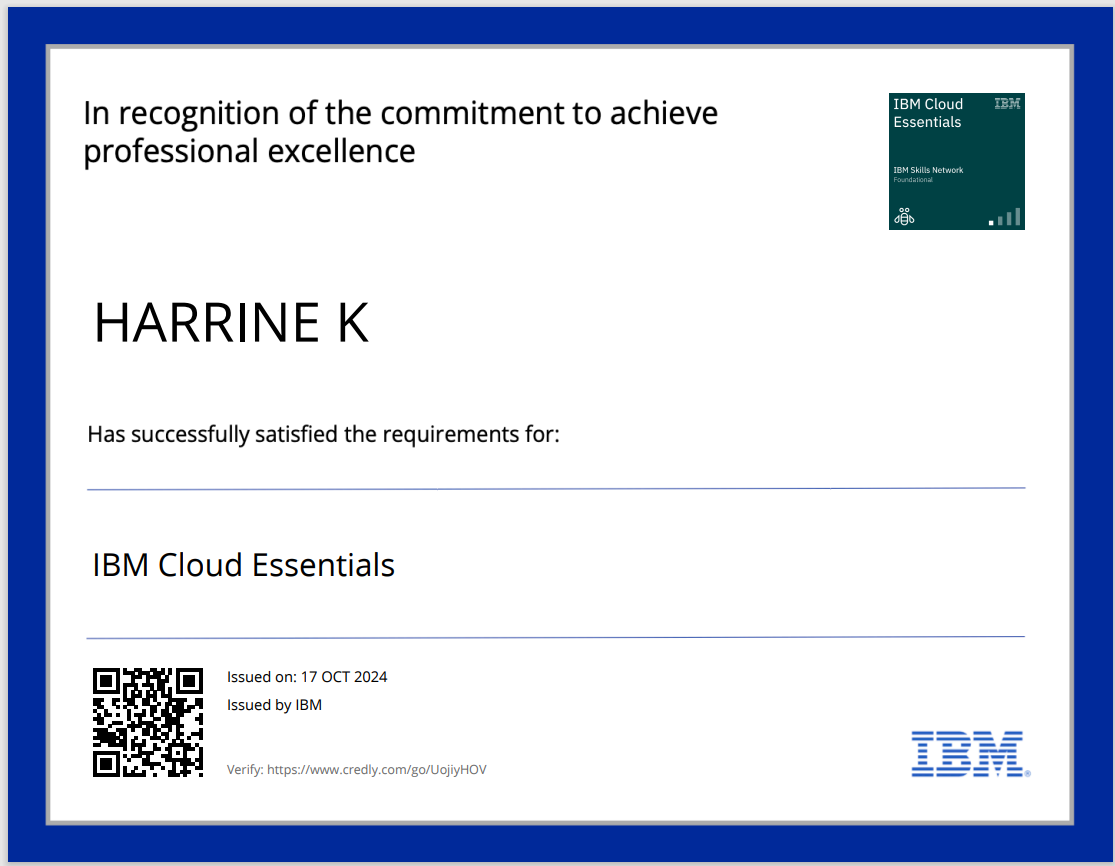 In recognition of the commitment to achieve
professional excellence
IBM Cloud
Essentials
IBM
IBM Skills Network
Foundational
HARRINE K
Has successfully satisfied the requirements for:
IBM Cloud Essentials
Issued on: 17 OCT 2024
Issued by IBM
Verify: https://www.credly.com/go/UojiyHOV
IBM®